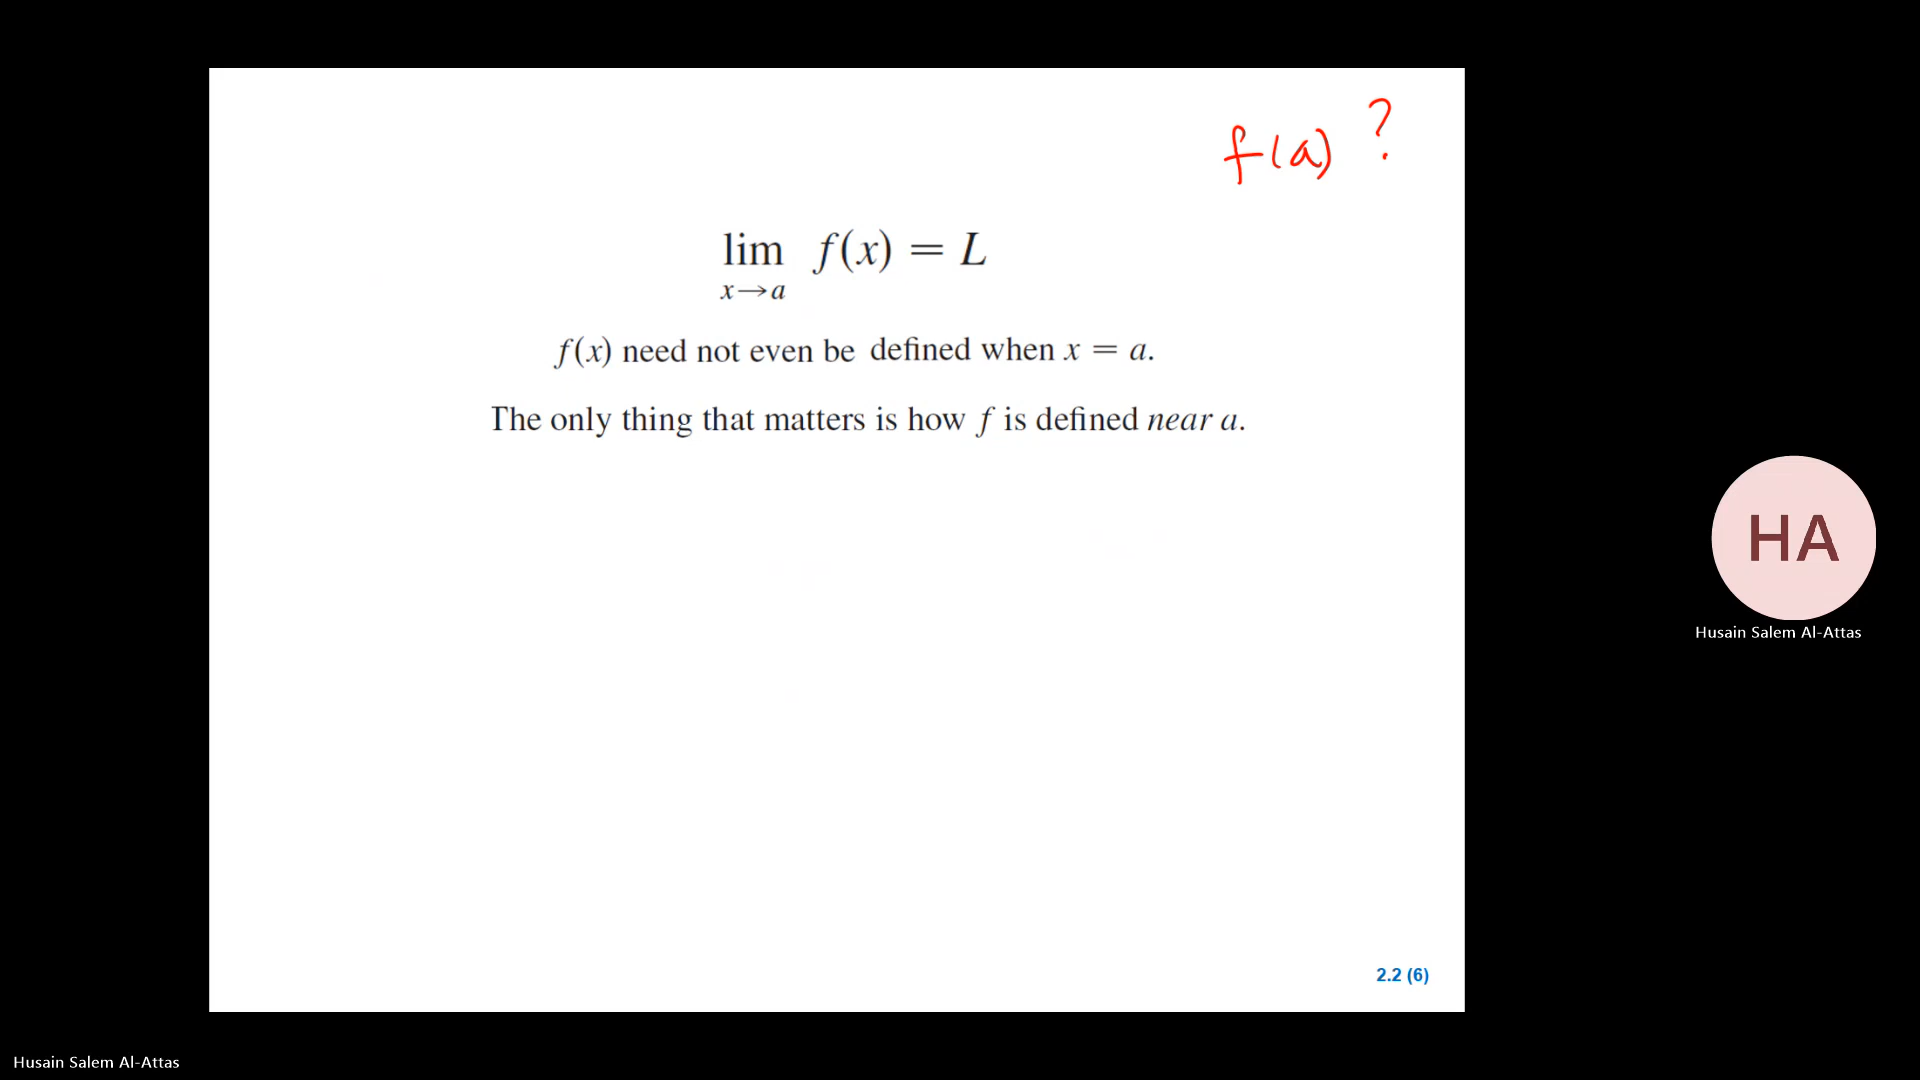 f(a) ?
lim f(x) = L
x→a
f(x) need not even be defined when x = a.
The only thing that matters is how f is defined near a.
HA
Husain Salem Al-Attas
2.2 (6)
Husain Salem Al-Attas